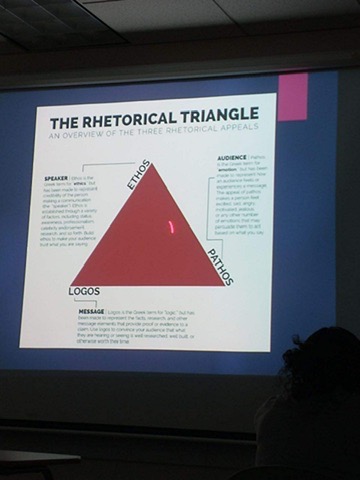 THE RHETORICAL TRIANGLE
AN OVERVIEW OF THE THREE RHETORICAL APPEALS
SPEAKER | Ethos is the
Greek term for 'ethics,' but
has been made to represent
credibility of the person
making a communication
(the "speaker"). Ethos is
established through a variety
of factors, including status,
awareness, professionalism,
celebrity endorsement,
research, and so forth. Build
ethos to make your audience
trust what you are saying.
ETHOS
AUDIENCE | Pathos
is the Greek term for
'emotion,' but has been
made to represent how
an audience feels or
experiences a message.
The appeal of pathos
makes a person feel
excited, sad, angry,
motivated, jealous,
or any other number
of emotions that may
persuade them to act
based on what you say.
PATHOS
LOGOS
MESSAGE | Logos is the Greek term for 'logic,' but has
been made to represent the facts, research, and other
message elements that provide proof or evidence to a
claim. Use logos to convince your audience that what
they are hearing or seeing is well researched, well built, or
otherwise worth their time.